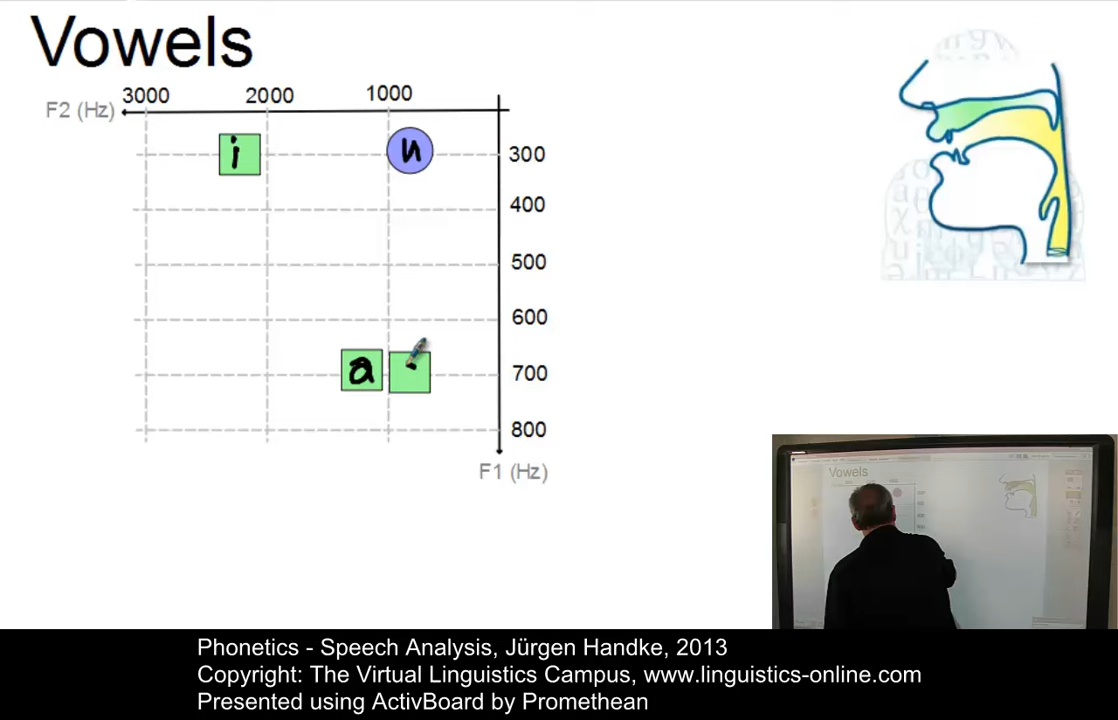 Vowels
3000 2000 1000
F2 (Hz)
i u 300
400
500
600
a 700
800
F1 (Hz)
Vowels
Phonetics - Speech Analysis, Jürgen Handke, 2013
Copyright: The Virtual Linguistics Campus, www.linguistics-online.com
Presented using ActivBoard by Promethean